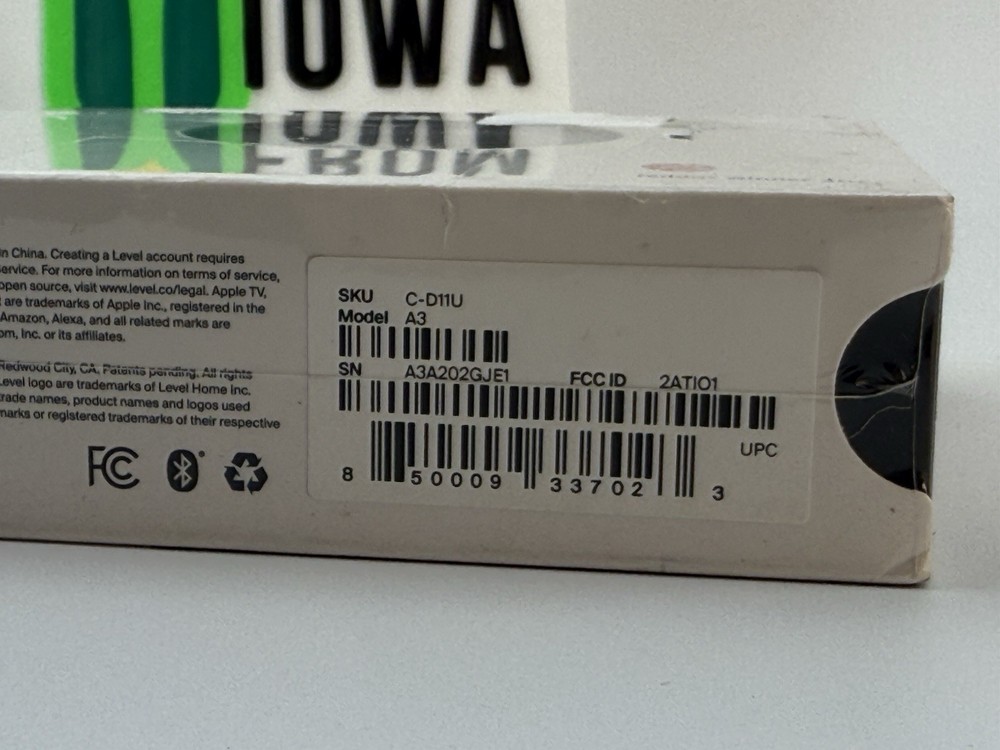 IOWA
FROM
n China. Creating a Level account requires
ervice. For more information on terms of service,
open source, visit www.level.co/legal. Apple TV,
are trademarks of Apple Inc., registered in the
Amazon, Alexa, and all related marks are
om, Inc. or its affiliates.
Redwood City, CA. Patents pending. All rights
Level logo are trademarks of Level Home Inc.
trade names, product names and logos used
marks or registered trademarks of their respective
FC
SKU C-D11U
Model A3
SN A3A202GJE1 FCC ID 2ATIO1
UPC
8 50009 33702 3